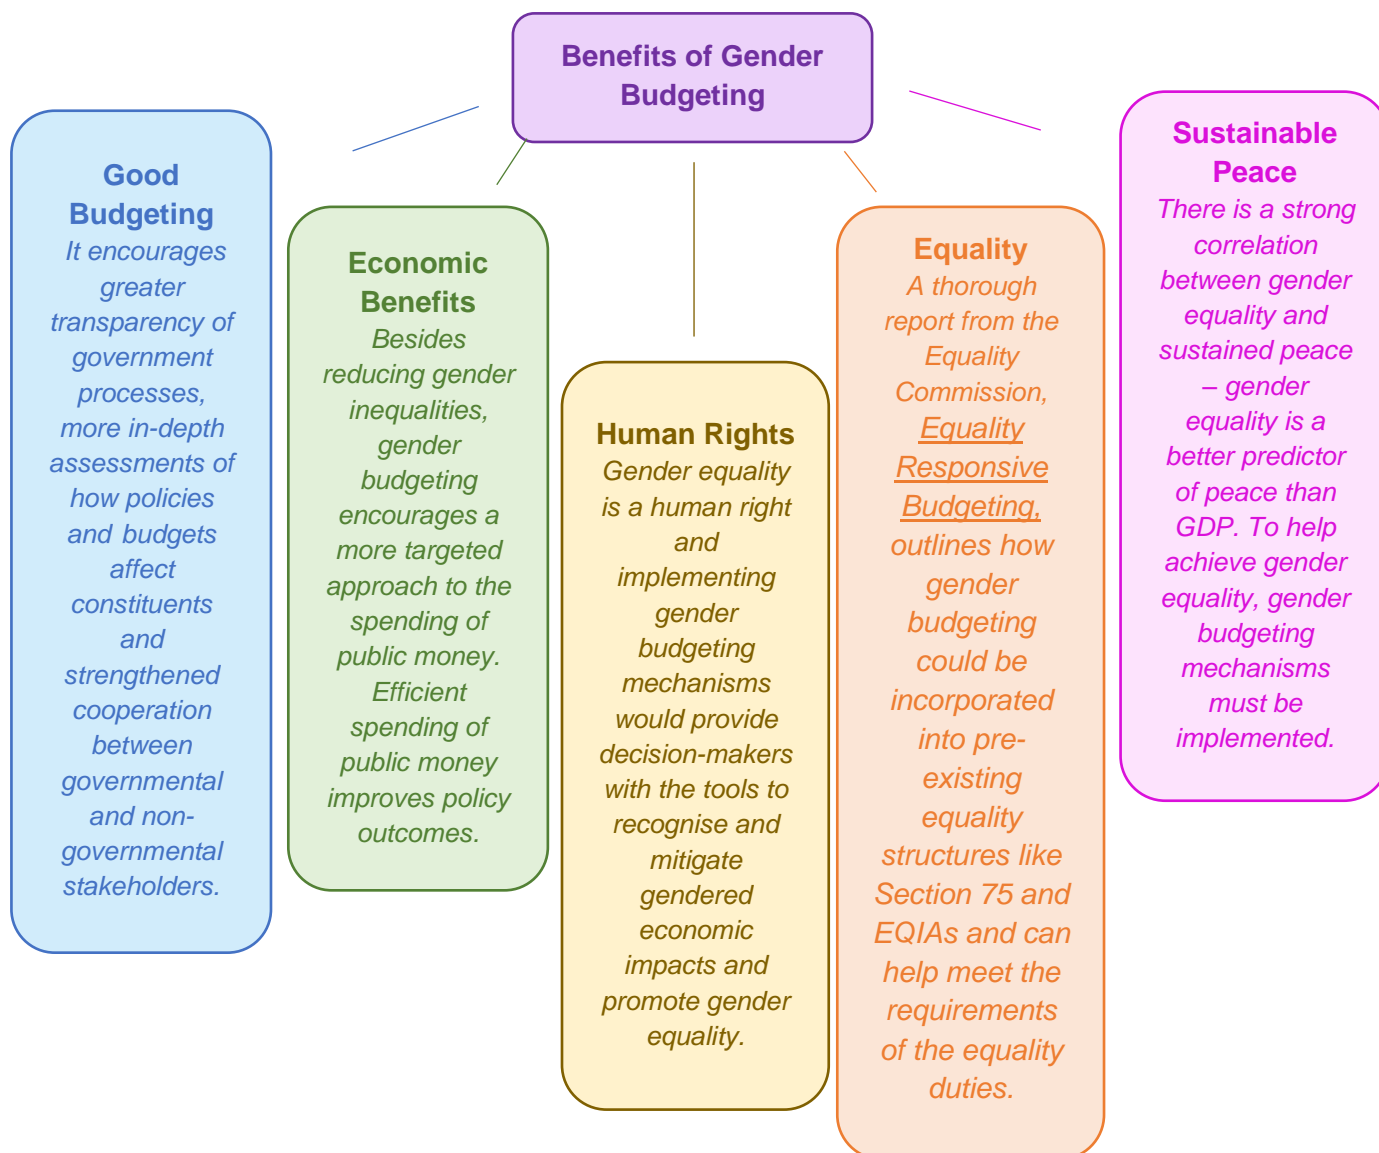 Benefits of Gender
Budgeting
Good
Budgeting
It encourages
greater
transparency of
government
processes,
more in-depth
assessments of
how policies
and budgets
affect
constituents
and
strengthened
cooperation
between
governmental
and non-
governmental
stakeholders.
Economic
Benefits
Besides
reducing gender
inequalities,
gender
budgeting
encourages a
more targeted
approach to the
spending of
public money.
Efficient
spending of
public money
improves policy
outcomes.
Human Rights
Gender equality
is a human right
and
implementing
gender
budgeting
mechanisms
would provide
decision-makers
with the tools to
recognise and
mitigate
gendered
economic
impacts and
promote gender
equality.
Equality
A thorough
report from the
Equality
Commission,
Equality
Responsive
Budgeting,
outlines how
gender
budgeting
could be
incorporated
into pre-
existing
equality
structures like
Section 75 and
EQIAs and can
help meet the
requirements
of the equality
duties.
Sustainable
Peace
There is a strong
correlation
between gender
equality and
sustained peace
– gender
equality is a
better predictor
of peace than
GDP. To help
achieve gender
equality, gender
budgeting
mechanisms
must be
implemented.